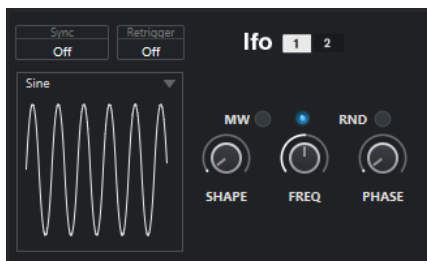 Sync
Off
Retrigger
Off
lfo 1 2
Sine
MW RND
SHAPE FREQ PHASE